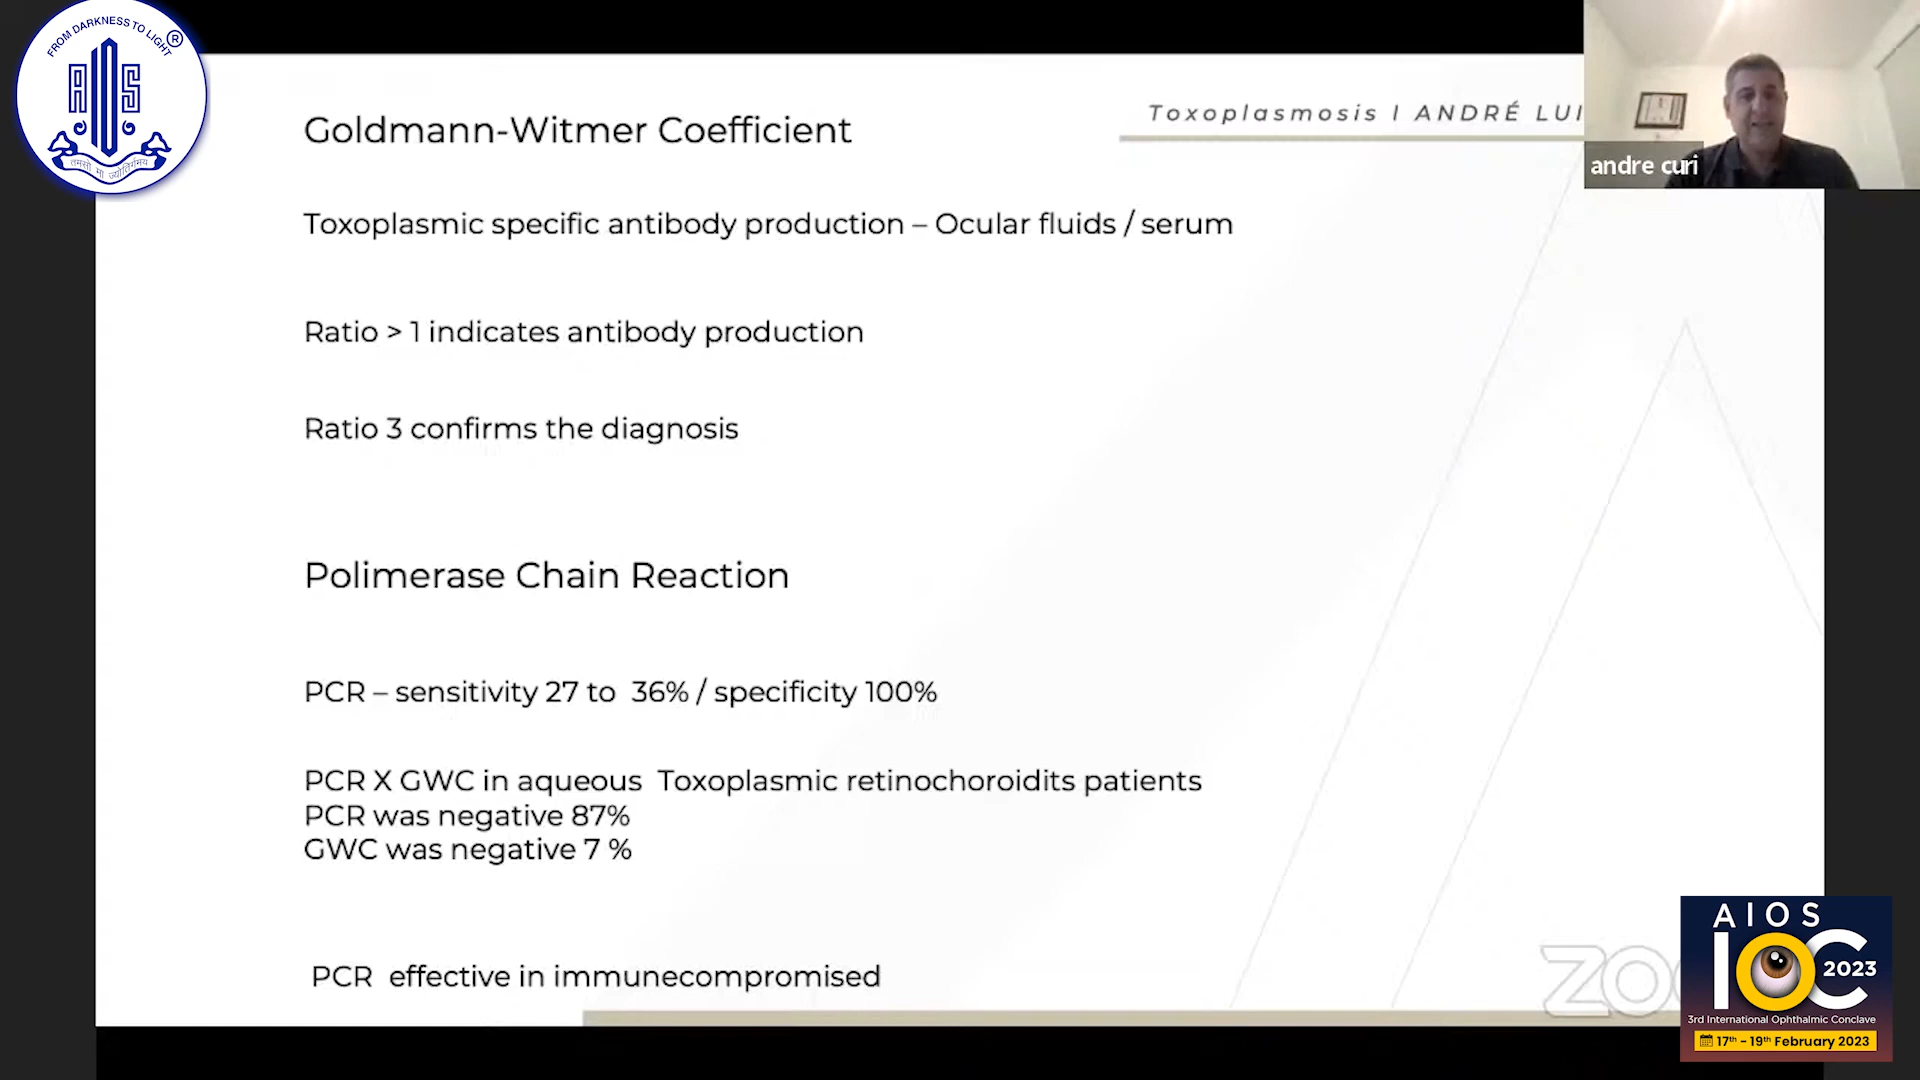 FROM DARKNESS TO LIGHT
®
AIOS
तमसो मा ज्योतिर्गमय
Toxoplasmosis I ANDRÉ LUI
andre curi
Goldmann-Witmer Coefficient
Toxoplasmic specific antibody production – Ocular fluids / serum
Ratio > 1 indicates antibody production
Ratio 3 confirms the diagnosis
Polimerase Chain Reaction
PCR – sensitivity 27 to 36% / specificity 100%
PCR X GWC in aqueous Toxoplasmic retinochoroidits patients
PCR was negative 87%
GWC was negative 7 %
PCR effective in immunecompromised
AIOS
IOC 2023
3rd International Ophthalmic Conclave
17th - 19th February 2023